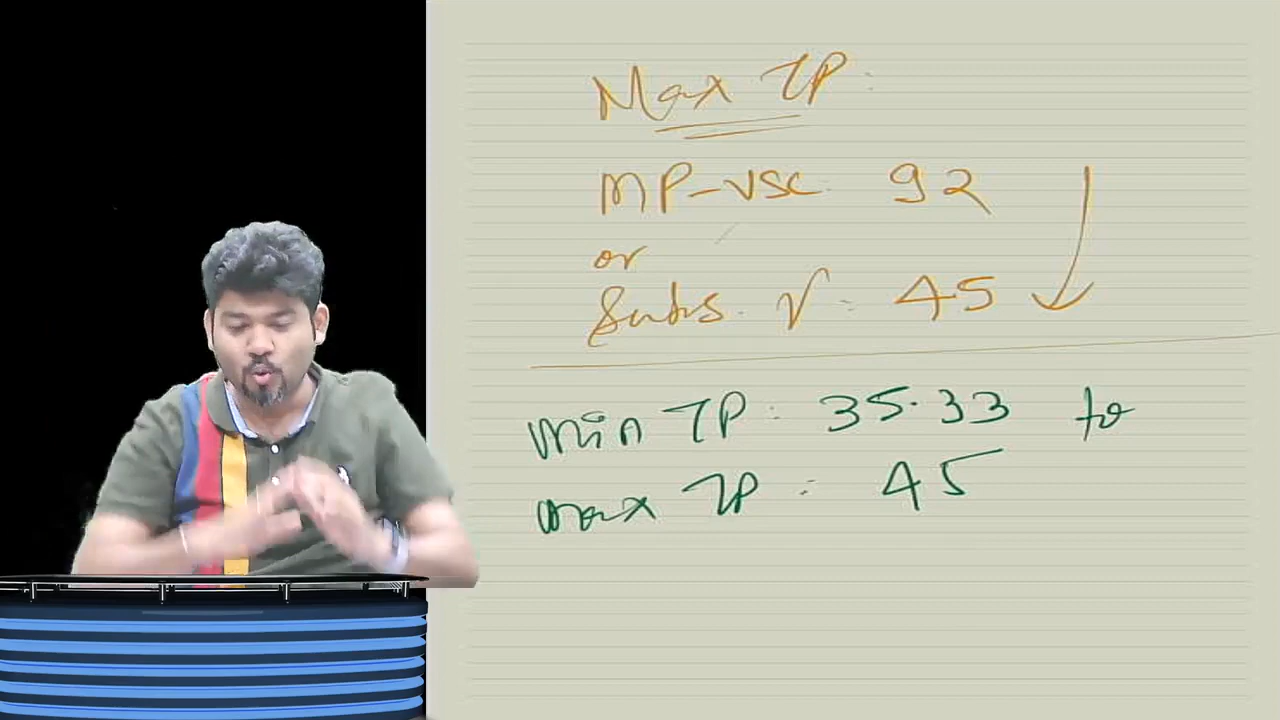 Max TP:
MP-VSC 92
or
Subs. V: 45
Min TP: 35.33 to
Max TP: 45